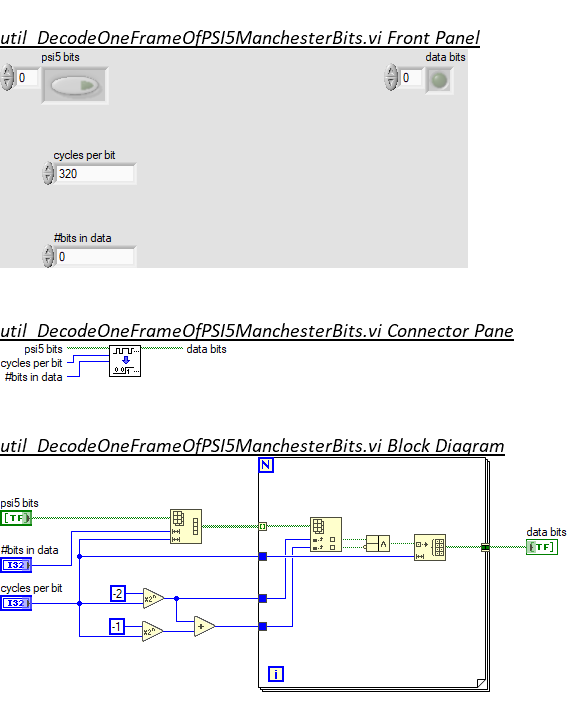 util_DecodeOneFrameOfPSI5ManchesterBits.vi Front Panel
psi5 bits
data bits
0
0
cycles per bit
320
#bits in data
0
util_DecodeOneFrameOfPSI5ManchesterBits.vi Connector Pane
psi5 bits
data bits
cycles per bit
#bits in data
util_DecodeOneFrameOfPSI5ManchesterBits.vi Block Diagram
N
psi5 bits
TF
#bits in data
I32
cycles per bit
I32
-2
x2ⁿ
-1
x2ⁿ
+
data bits
TF
i